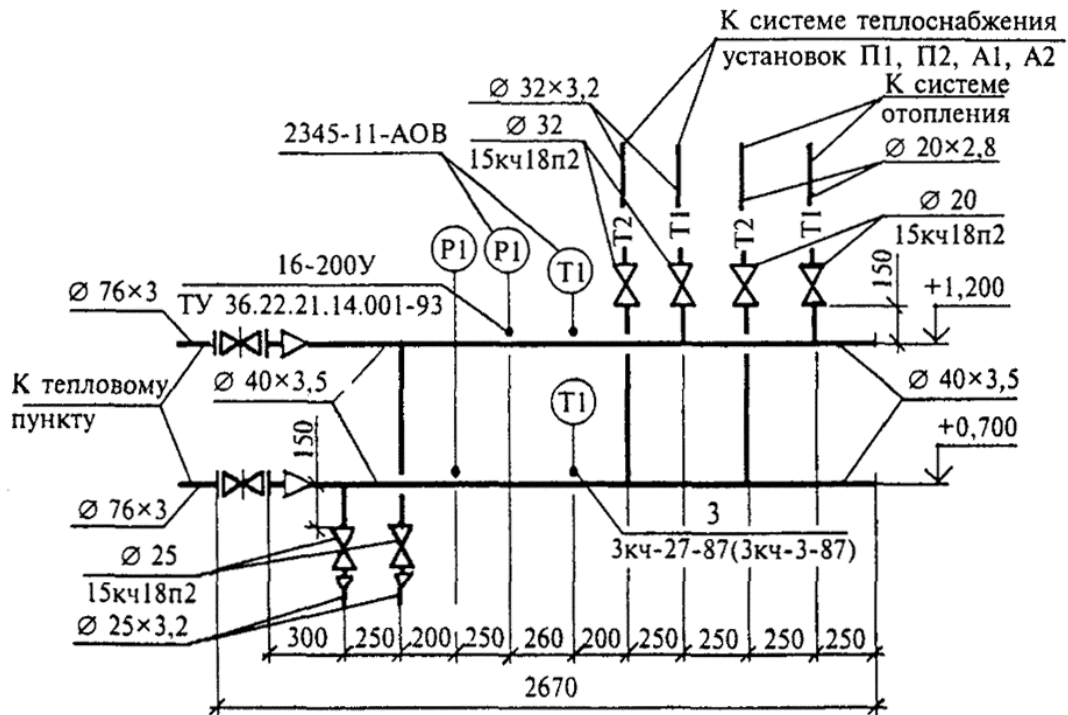 К системе теплоснабжения
установок П1, П2, А1, А2
∅ 32×3,2
К системе
отопления
2345-11-АОВ
∅ 32
15кч18п2
∅ 20×2,8
Т2
Т1
Т2
Т1
∅ 20
15кч18п2
Р1
Р1
Т1
16-200У
ТУ 36.22.21.14.001-93
∅ 76×3
150
+1,200
К тепловому
пункту
∅ 40×3,5
Т1
∅ 40×3,5
150
+0,700
∅ 76×3
3
3кч-27-87(3кч-3-87)
∅ 25
15кч18п2
∅ 25×3,2
300
250
200
250
260
200
250
250
250
250
2670